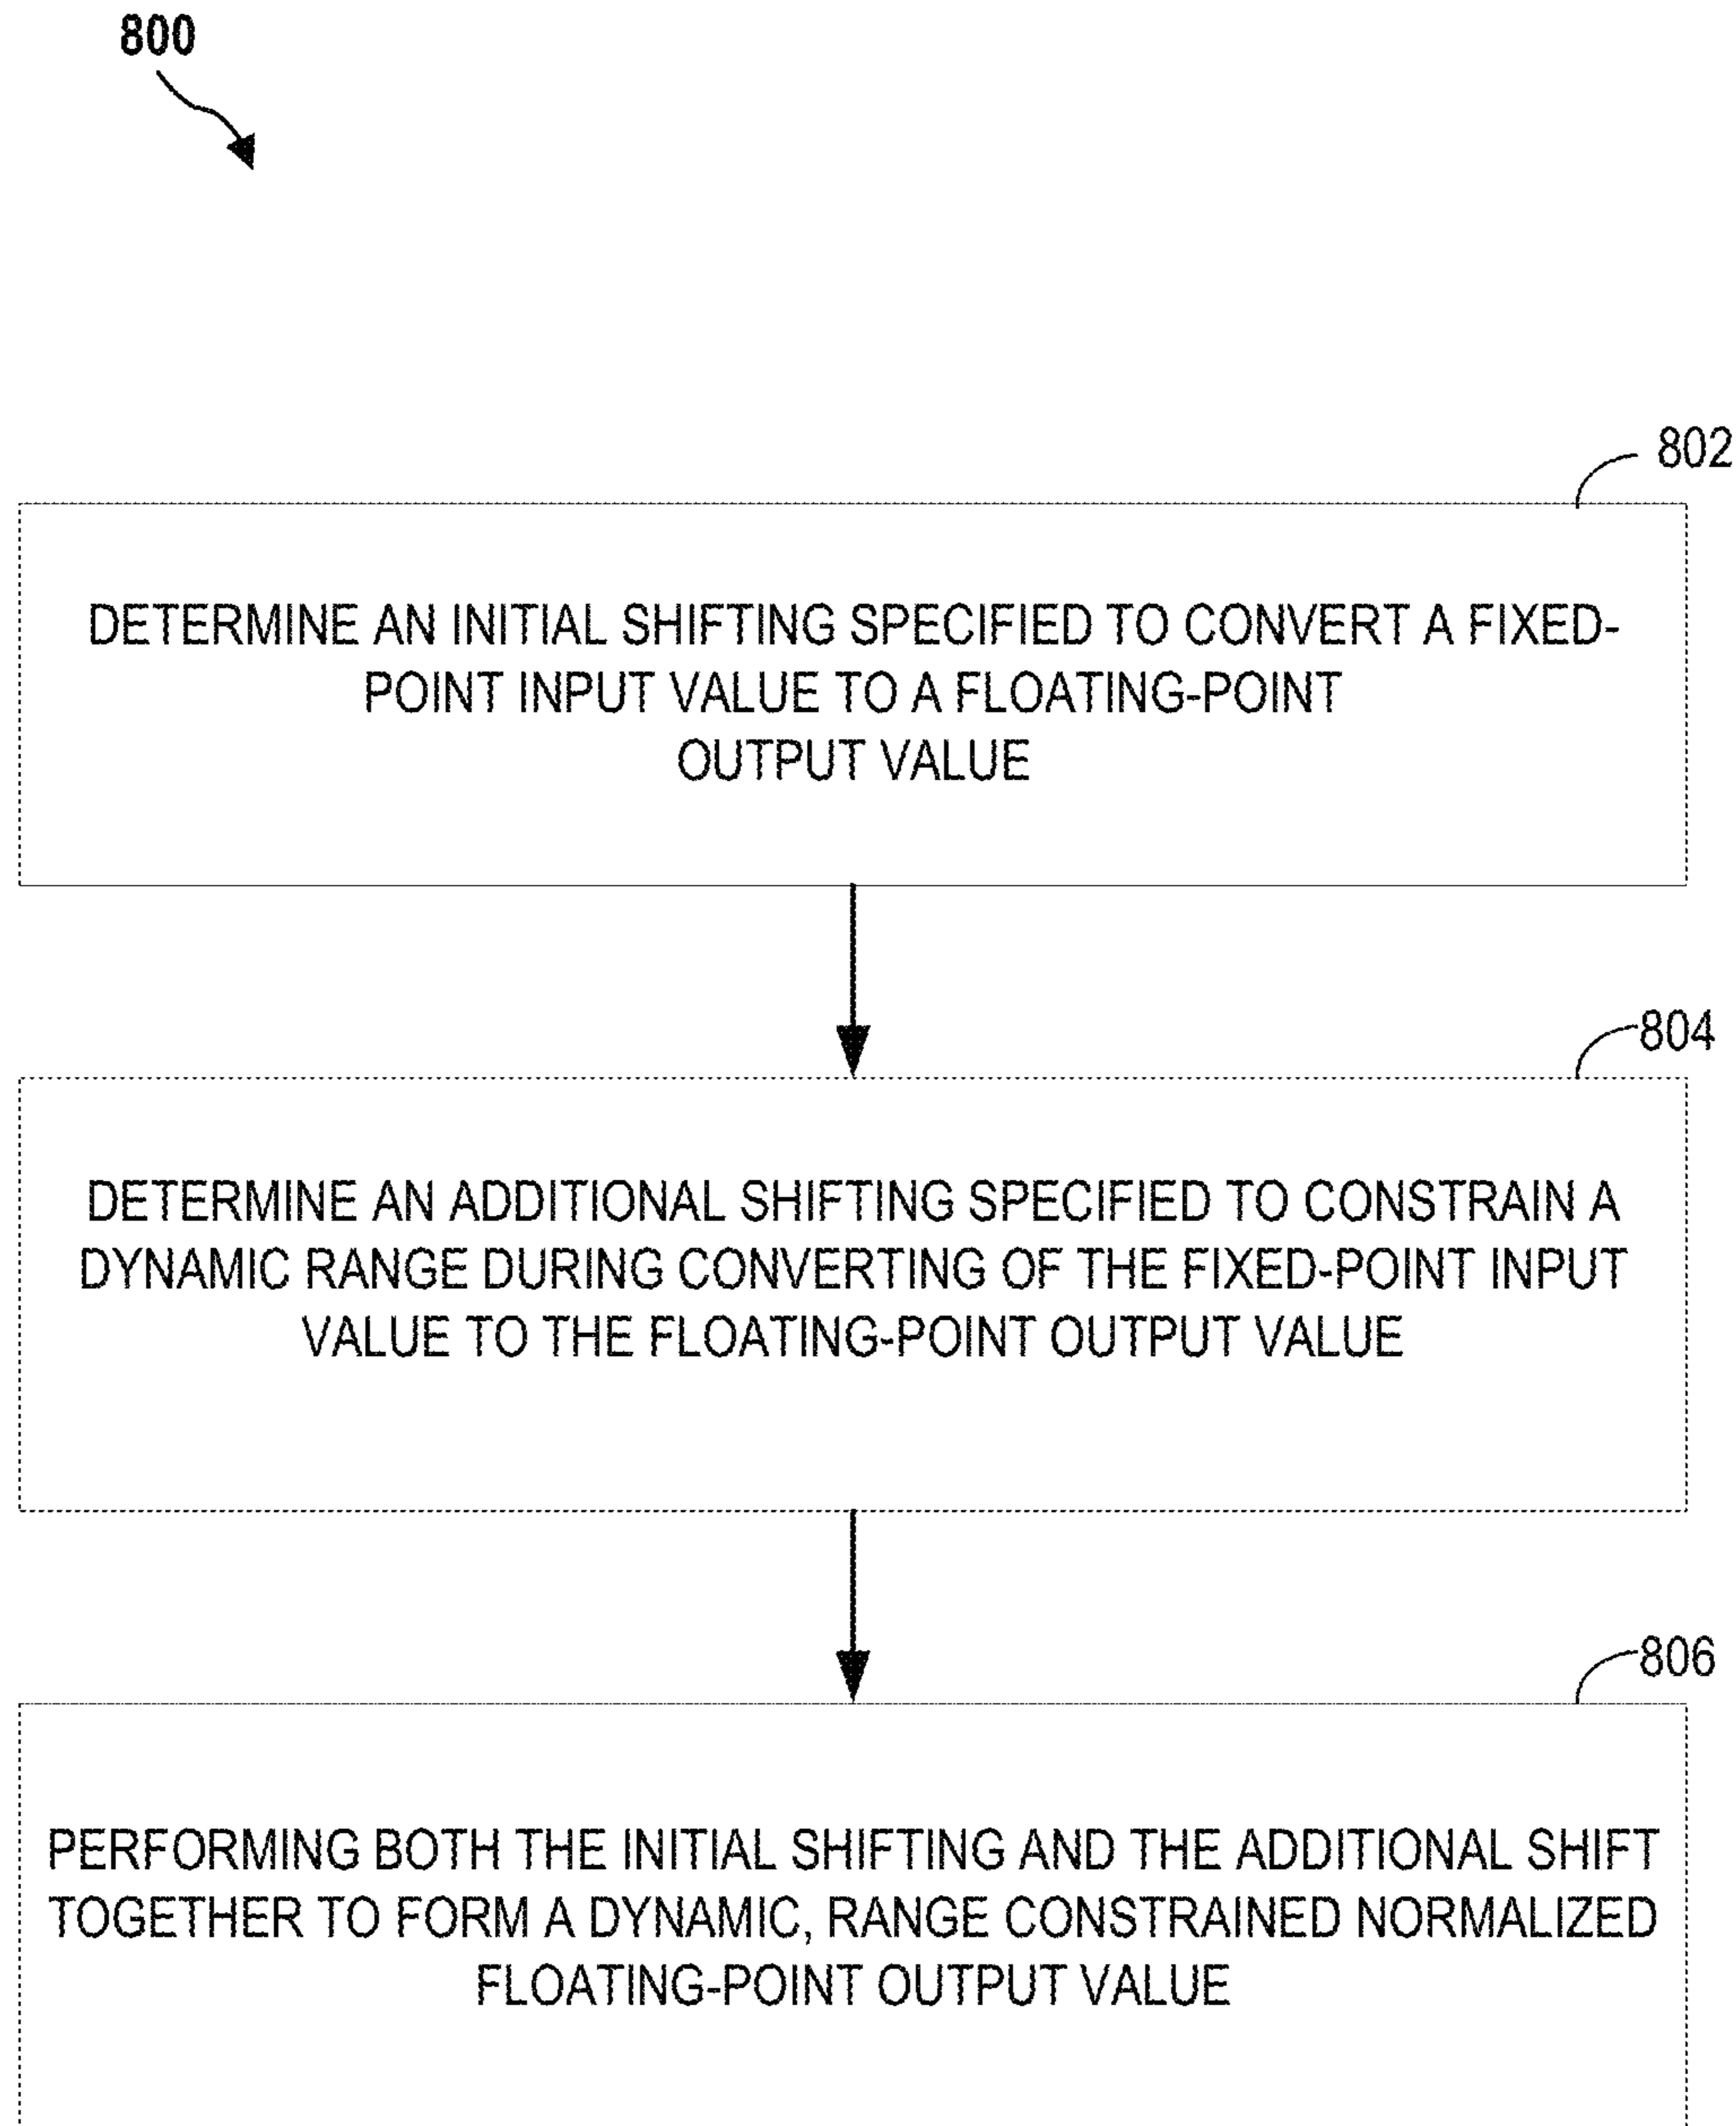 800
802
DETERMINE AN INITIAL SHIFTING SPECIFIED TO CONVERT A FIXED-
POINT INPUT VALUE TO A FLOATING-POINT
OUTPUT VALUE
804
DETERMINE AN ADDITIONAL SHIFTING SPECIFIED TO CONSTRAIN A
DYNAMIC RANGE DURING CONVERTING OF THE FIXED-POINT INPUT
VALUE TO THE FLOATING-POINT OUTPUT VALUE
806
PERFORMING BOTH THE INITIAL SHIFTING AND THE ADDITIONAL SHIFT
TOGETHER TO FORM A DYNAMIC, RANGE CONSTRAINED NORMALIZED
FLOATING-POINT OUTPUT VALUE